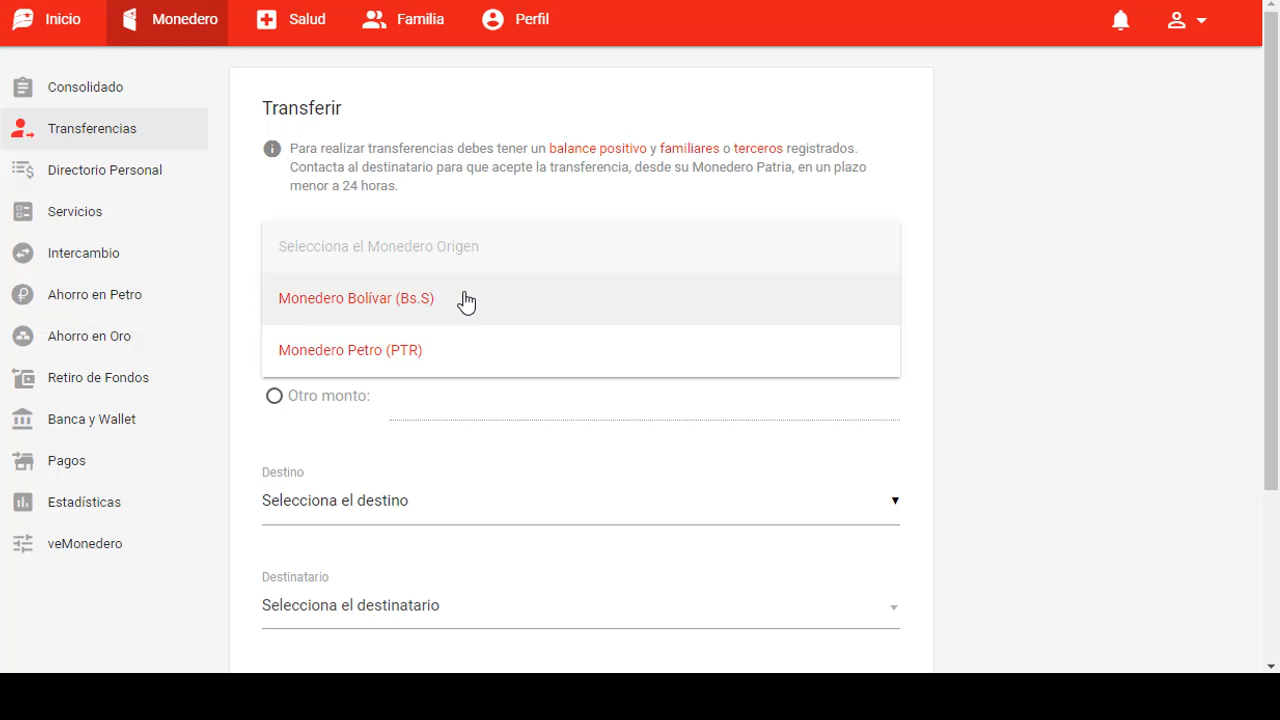 Inicio
Monedero
Salud
Familia
Perfil
Consolidado
Transferencias
Directorio Personal
Servicios
Intercambio
Ahorro en Petro
Ahorro en Oro
Retiro de Fondos
Banca y Wallet
Pagos
Estadísticas
veMonedero
Transferir
Para realizar transferencias debes tener un balance positivo y familiares o terceros registrados.
Contacta al destinatario para que acepte la transferencia, desde su Monedero Patria, en un plazo
menor a 24 horas.
Selecciona el Monedero Origen
Monedero Bolívar (Bs.S)
Monedero Petro (PTR)
Otro monto:
Destino
Selecciona el destino
Destinatario
Selecciona el destinatario